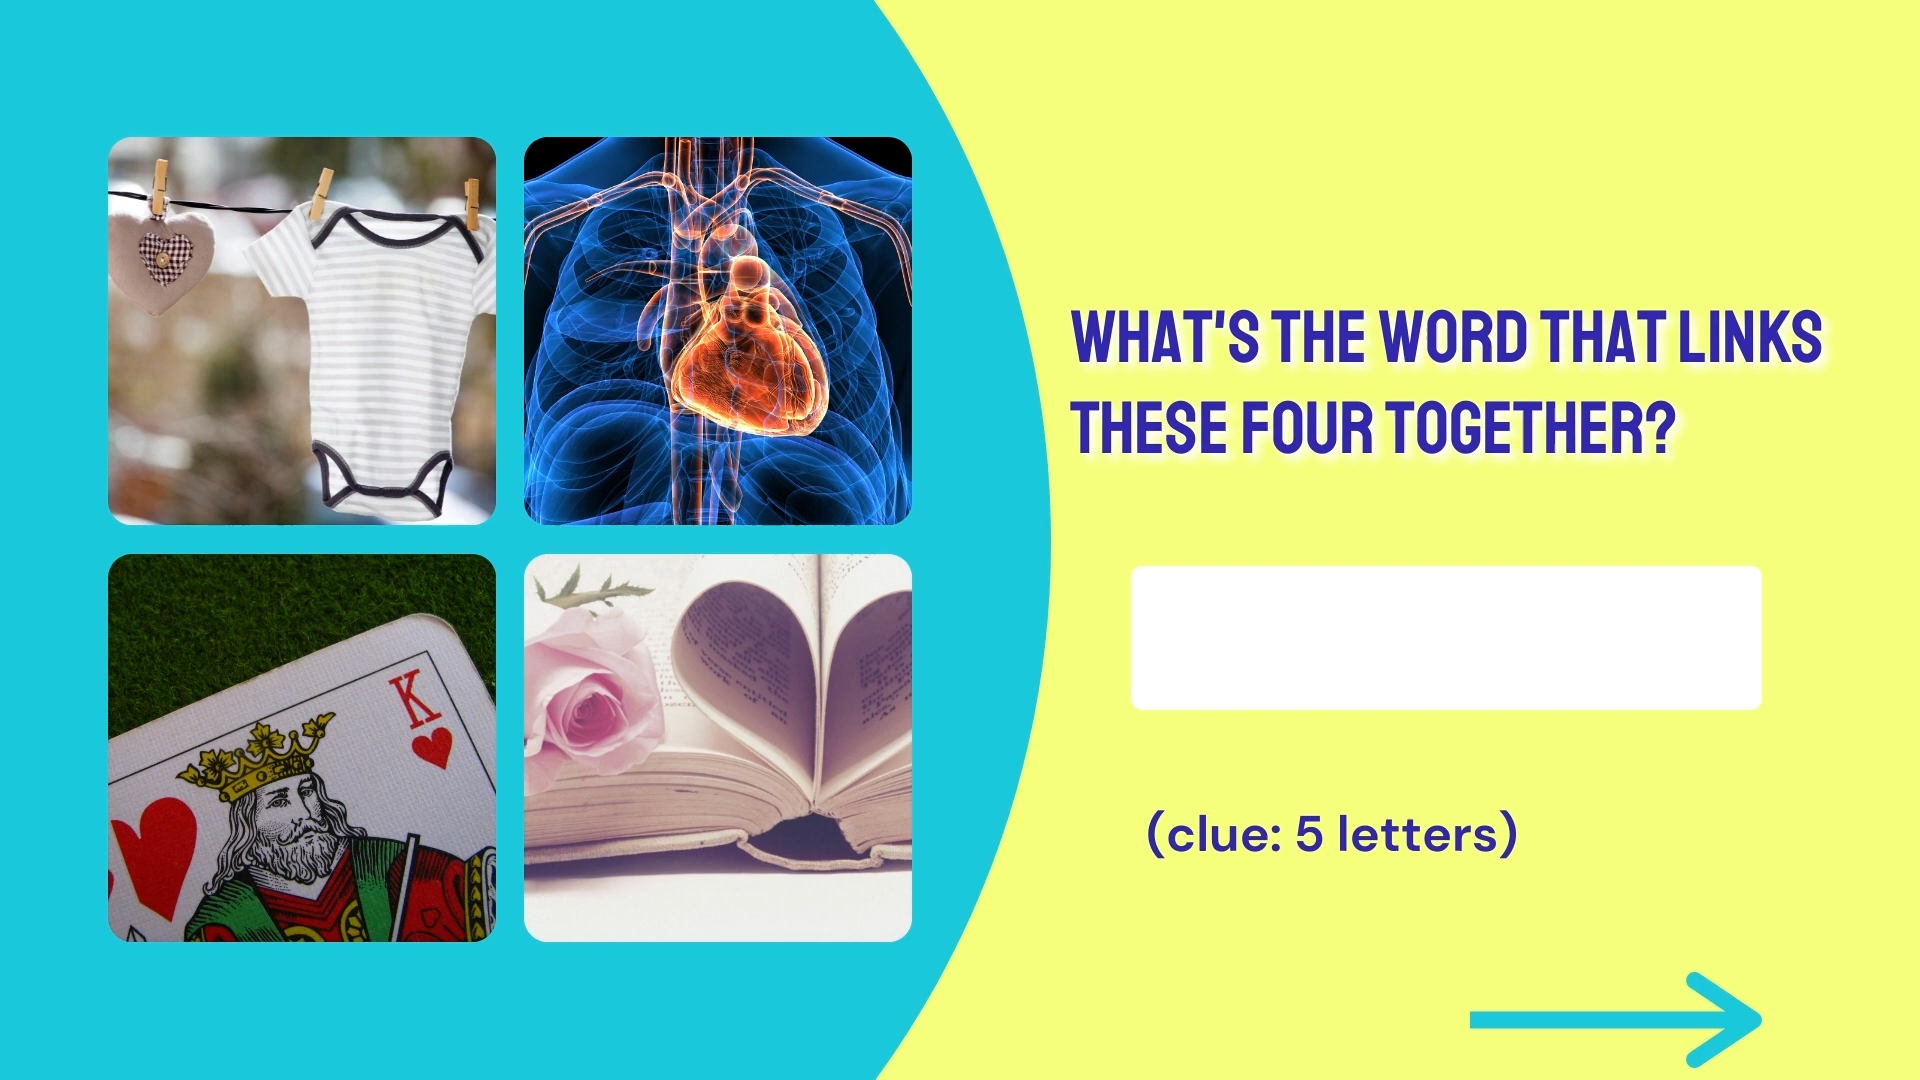 WHAT'S THE WORD THAT LINKS
THESE FOUR TOGETHER?
(clue: 5 letters)
K